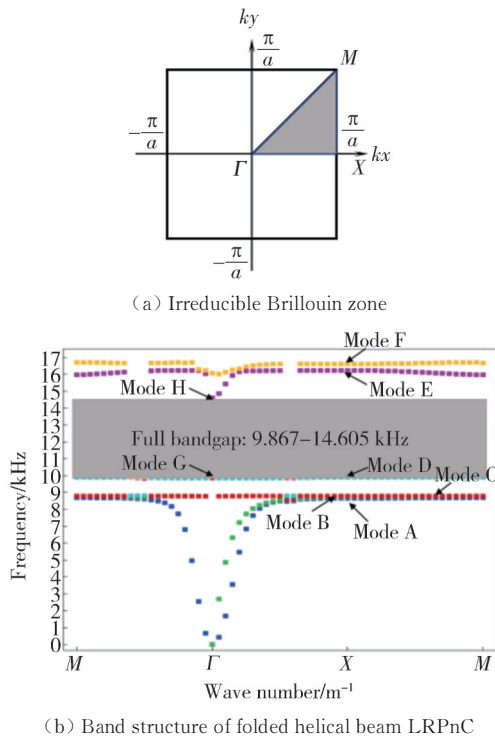 ky
π/a
M
-π/a
π/a
Γ
X
kx
-π/a
(a) Irreducible Brillouin zone
Mode F
17
16
Mode H
Mode E
15
14
13
12
Full bandgap: 9.867–14.605 kHz
11
Mode G
Mode D
10
Mode C
9
8
Mode B
Mode A
7
6
5
4
3
2
1
0
Frequency/kHz
M
Γ
X
M
Wave number/m⁻¹
(b) Band structure of folded helical beam LRPnC